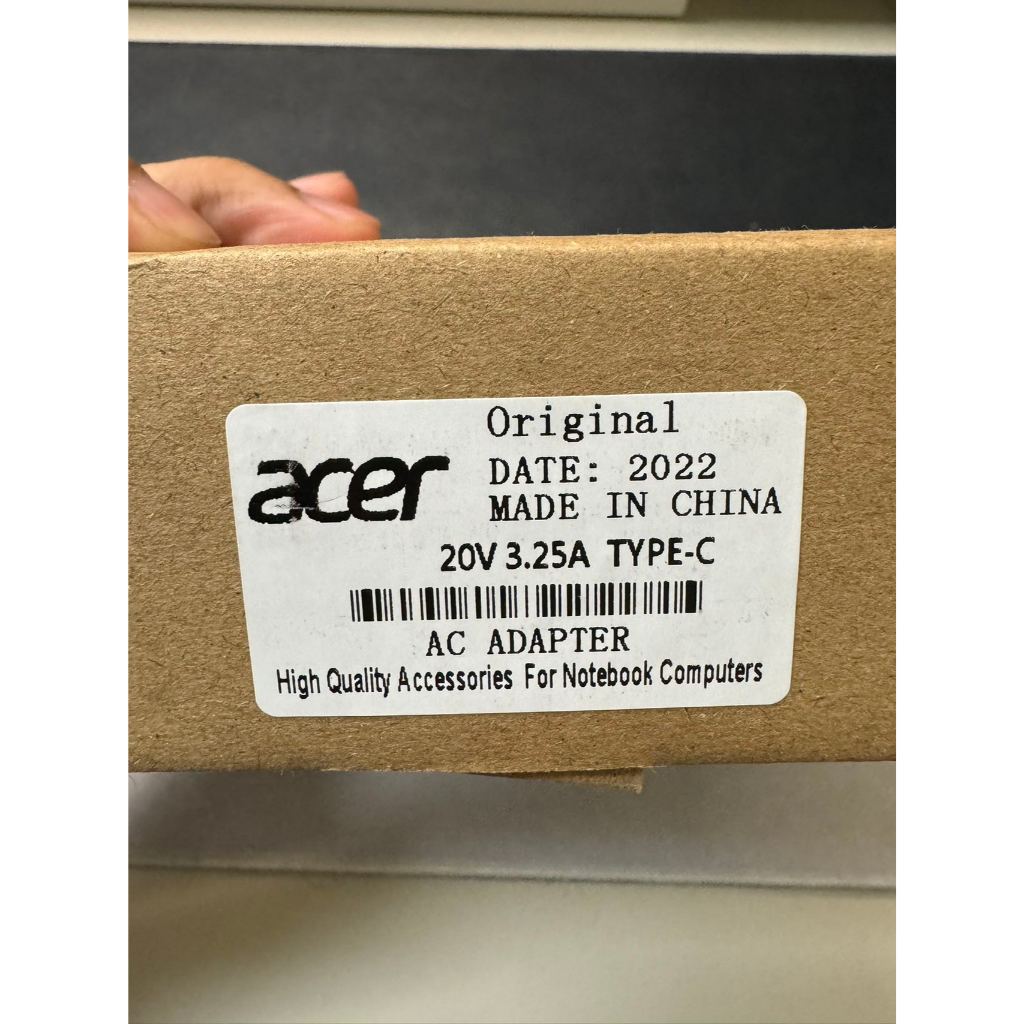 Original
acer
DATE: 2022
MADE IN CHINA
20V 3.25A TYPE-C
AC ADAPTER
High Quality Accessories For Notebook Computers